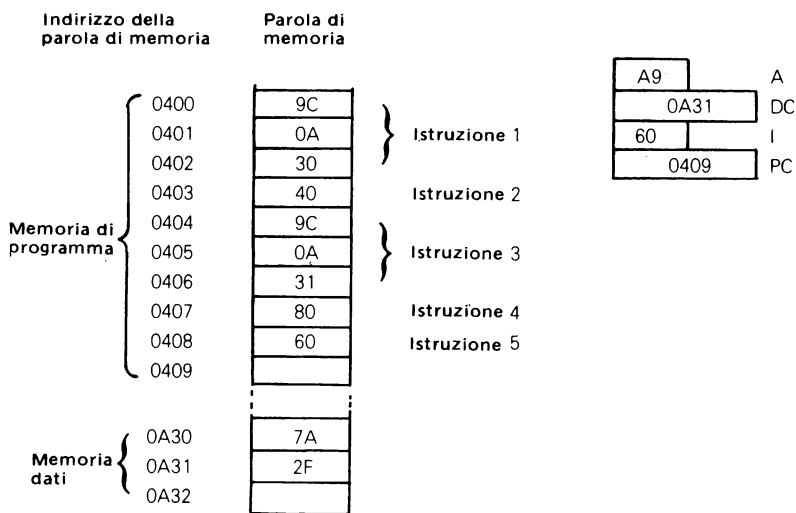 Indirizzo della
parola di memoria
Parola di
memoria
0400 9C
0401 0A Istruzione 1
0402 30
0403 40 Istruzione 2
0404 9C
0405 0A Istruzione 3
0406 31
0407 80 Istruzione 4
0408 60 Istruzione 5
0409
Memoria di
programma
0A30 7A
0A31 2F
0A32
Memoria
dati
A9 A
0A31 DC
60 I
0409 PC